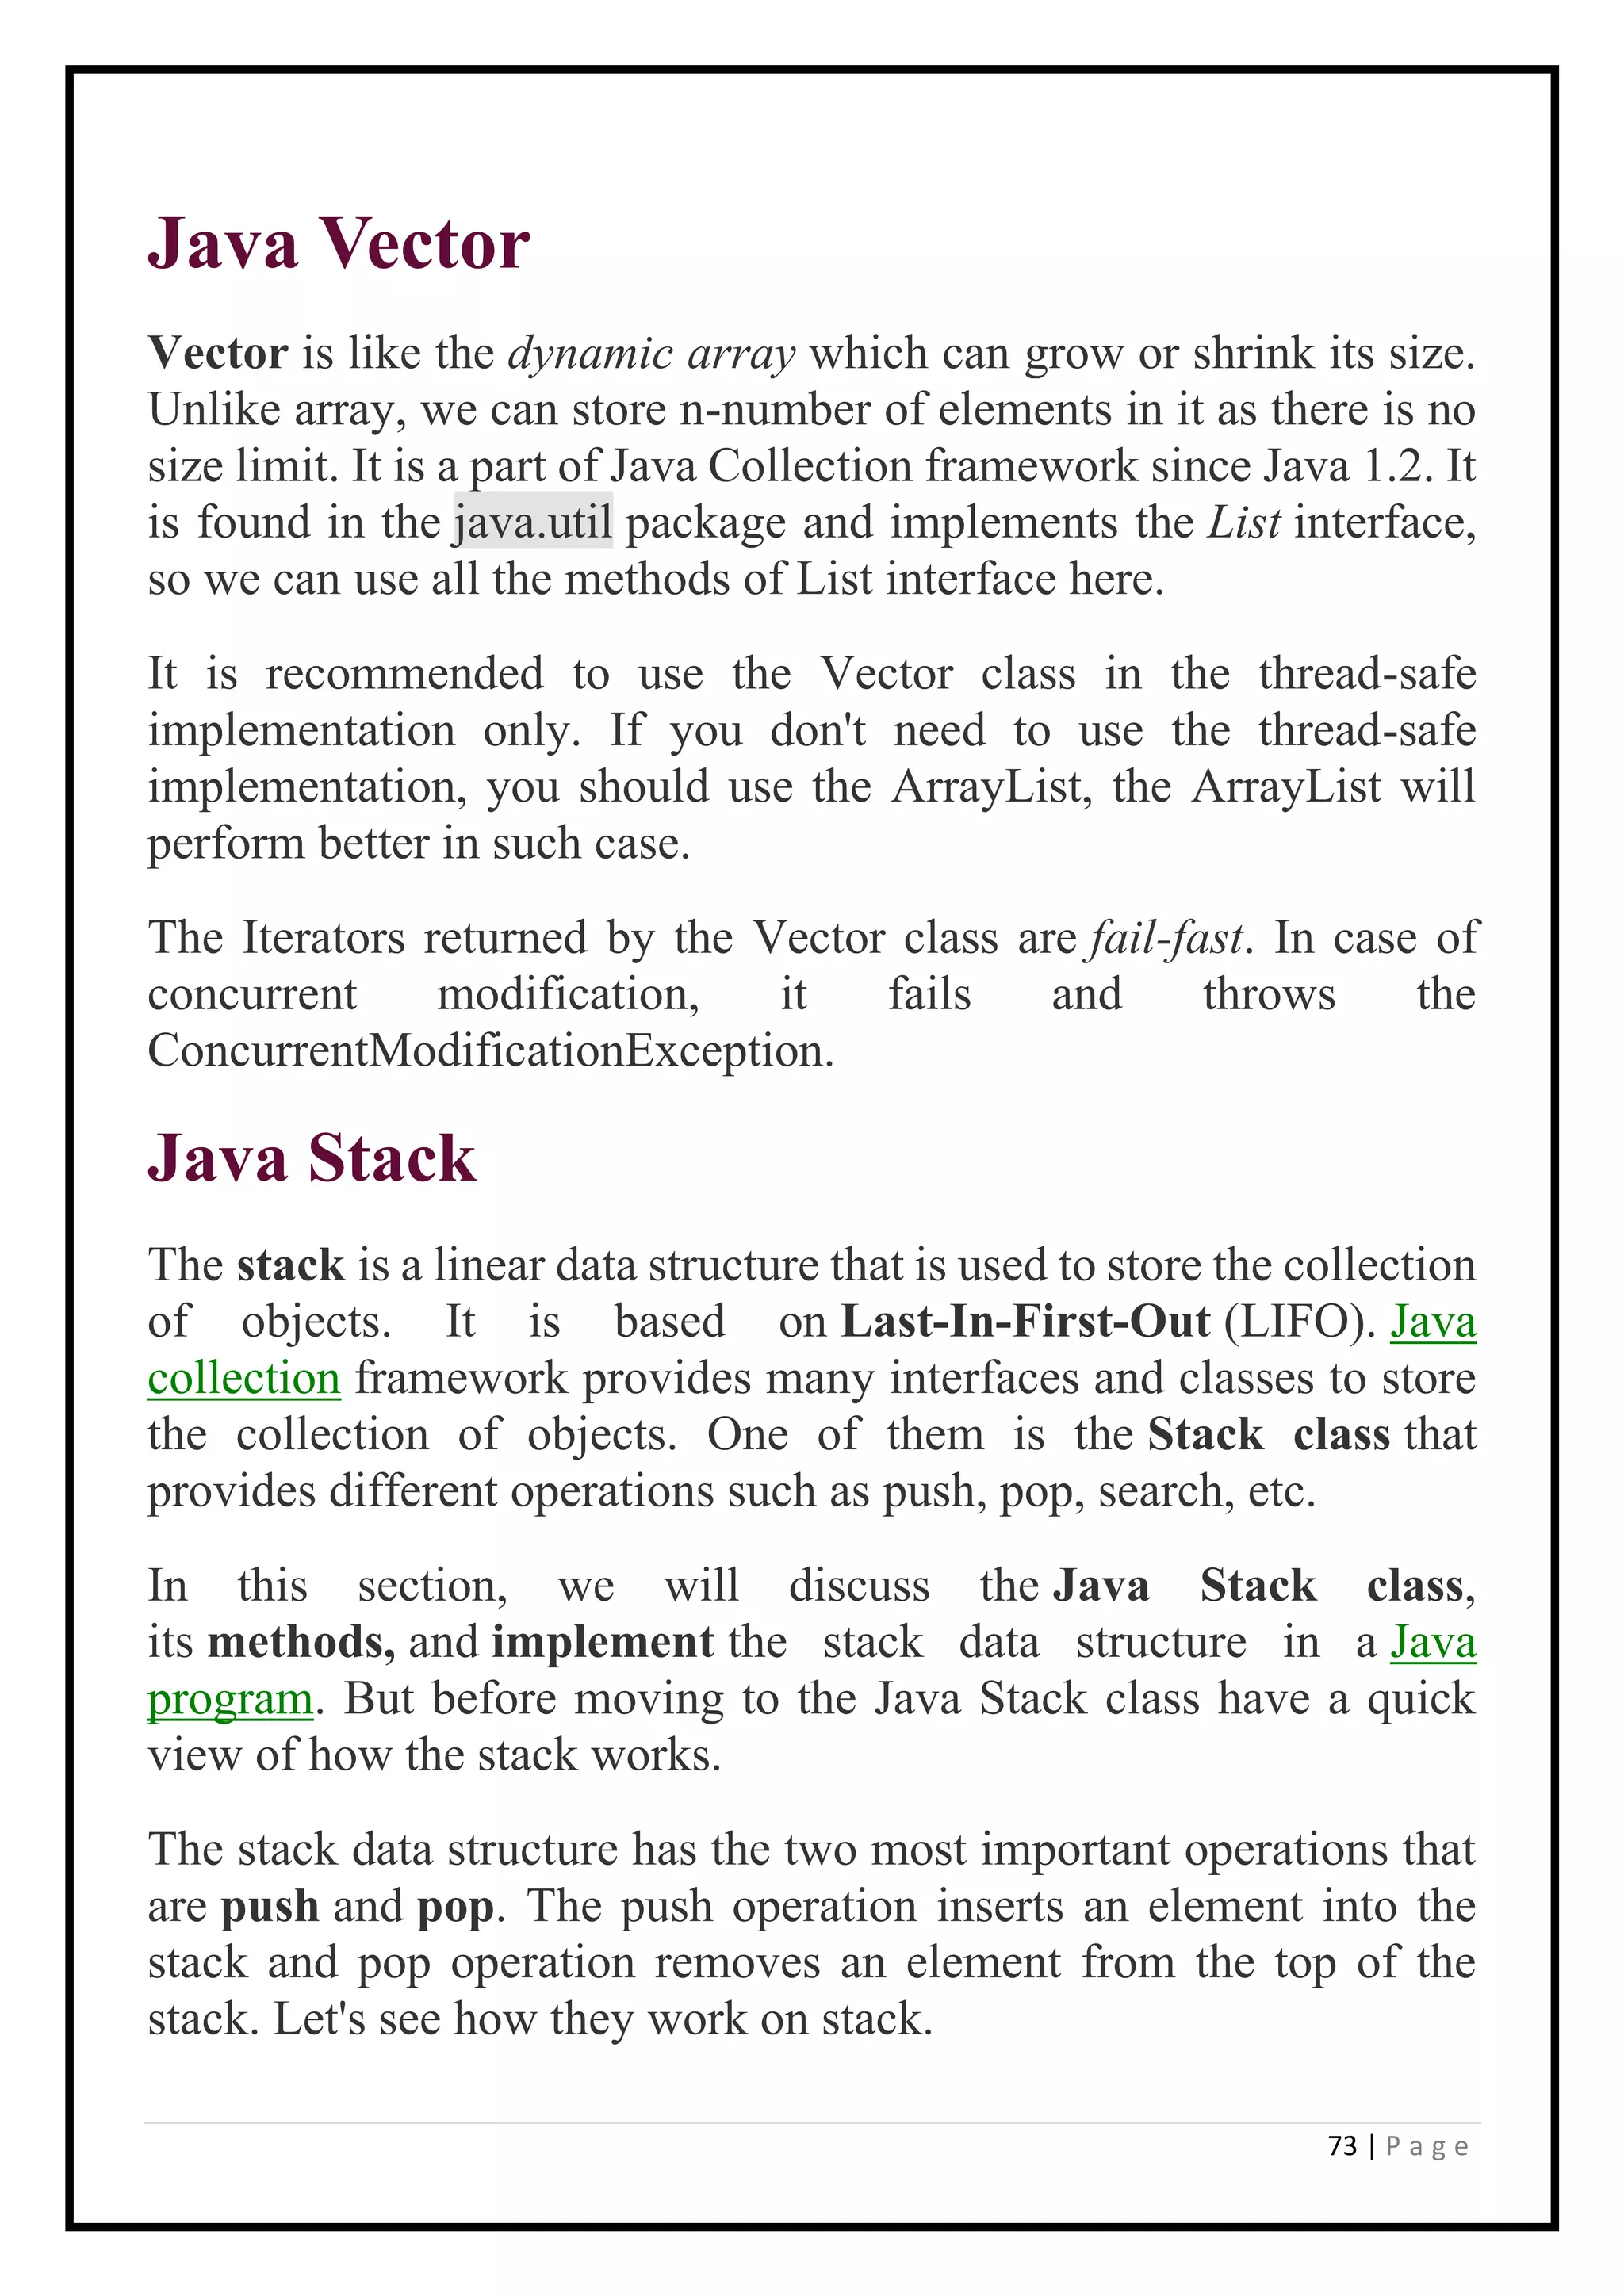 Java Vector
Vector is like the dynamic array which can grow or shrink its size.
Unlike array, we can store n-number of elements in it as there is no
size limit. It is a part of Java Collection framework since Java 1.2. It
is found in the java.util package and implements the List interface,
so we can use all the methods of List interface here.
It is recommended to use the Vector class in the thread-safe
implementation only. If you don't need to use the thread-safe
implementation, you should use the ArrayList, the ArrayList will
perform better in such case.
The Iterators returned by the Vector class are fail-fast. In case of
concurrent modification, it fails and throws the
ConcurrentModificationException.
Java Stack
The stack is a linear data structure that is used to store the collection
of objects. It is based on Last-In-First-Out (LIFO). Java
collection framework provides many interfaces and classes to store
the collection of objects. One of them is the Stack class that
provides different operations such as push, pop, search, etc.
In this section, we will discuss the Java Stack class,
its methods, and implement the stack data structure in a Java
program. But before moving to the Java Stack class have a quick
view of how the stack works.
The stack data structure has the two most important operations that
are push and pop. The push operation inserts an element into the
stack and pop operation removes an element from the top of the
stack. Let's see how they work on stack.
73 | P a g e